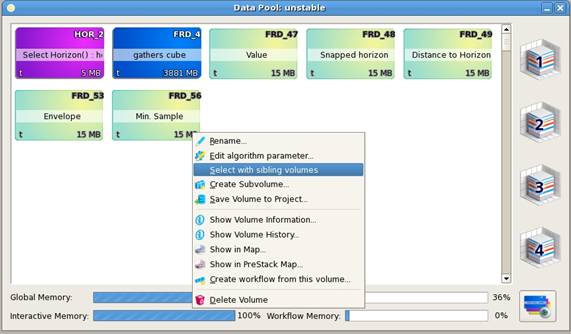 Data Pool: unstable
HOR_2 FRD_4 FRD_47 FRD_48 FRD_49
Select Horizon() : h gathers cube Value Snapped horizon Distance to Horizon
t 5 MB t 3881 MB t 15 MB t 15 MB t 15 MB
FRD_53 FRD_56
Envelope Min. Sample
t 15 MB t 15 M
Rename...
Edit algorithm parameter...
Select with sibling volumes
Create Subvolume...
Save Volume to Project...
Show Volume Information...
Show Volume History...
Show in Map...
Show in PreStack Map...
Create workflow from this volume...
Delete Volume
1
2
3
4
Global Memory: 36%
Interactive Memory: 100% Workflow Memory: 0%